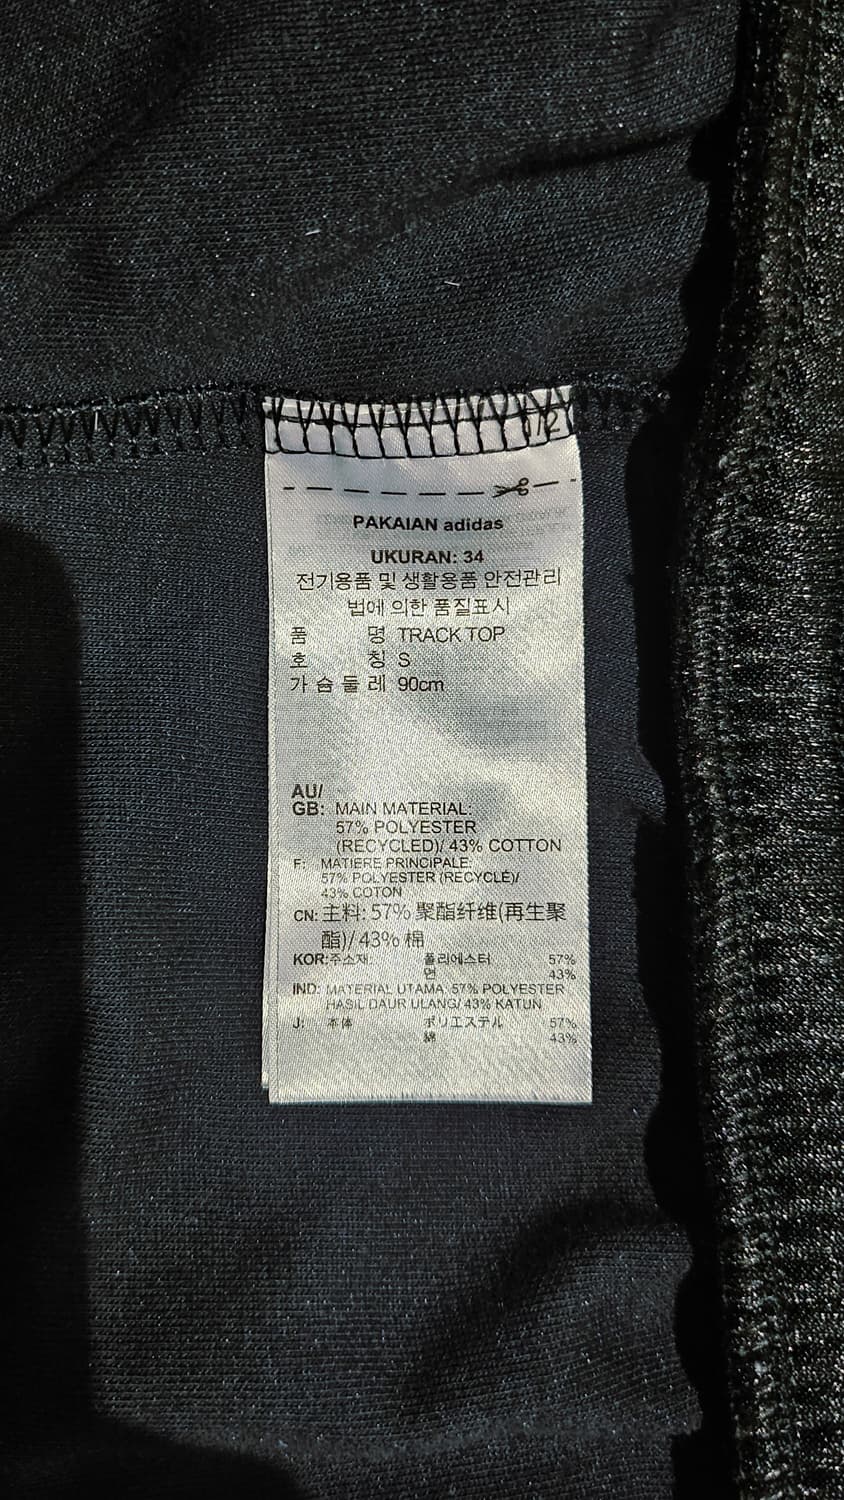 1/2
PAKAIAN adidas
UKURAN: 34
전기용품 및 생활용품 안전관리
법에 의한 품질표시
품 명 TRACK TOP
호 칭 S
가 슴 둘 레 90cm
AU/
GB: MAIN MATERIAL:
57% POLYESTER
(RECYCLED)/ 43% COTTON
F: MATIERE PRINCIPALE:
57% POLYESTER (RECYCLÉ)/
43% COTON
CN: 主料: 57% 聚酯纤维(再生聚
酯)/ 43% 棉
KOR: 주소재: 폴리에스터 57%
면 43%
IND: MATERIAL UTAMA: 57% POLYESTER
HASIL DAUR ULANG/ 43% KATUN
J: 本体 ポリエステル 57%
綿 43%